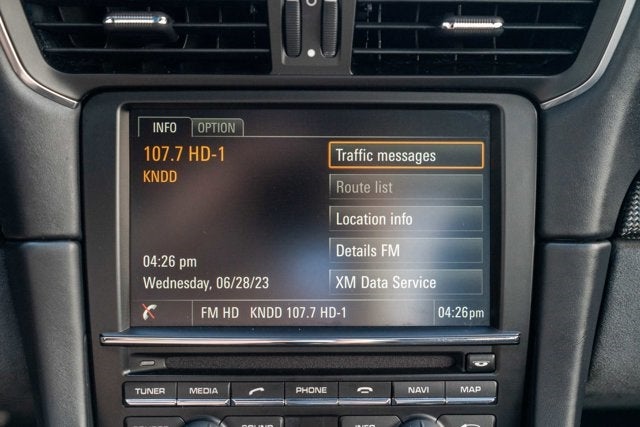 INFO OPTION
107.7 HD-1
KNDD
Traffic messages
Route list
Location info
Details FM
XM Data Service
04:26 pm
Wednesday, 06/28/23
FM HD KNDD 107.7 HD-1 04:26pm
TUNER MEDIA PHONE NAVI MAP
SOUND INFO